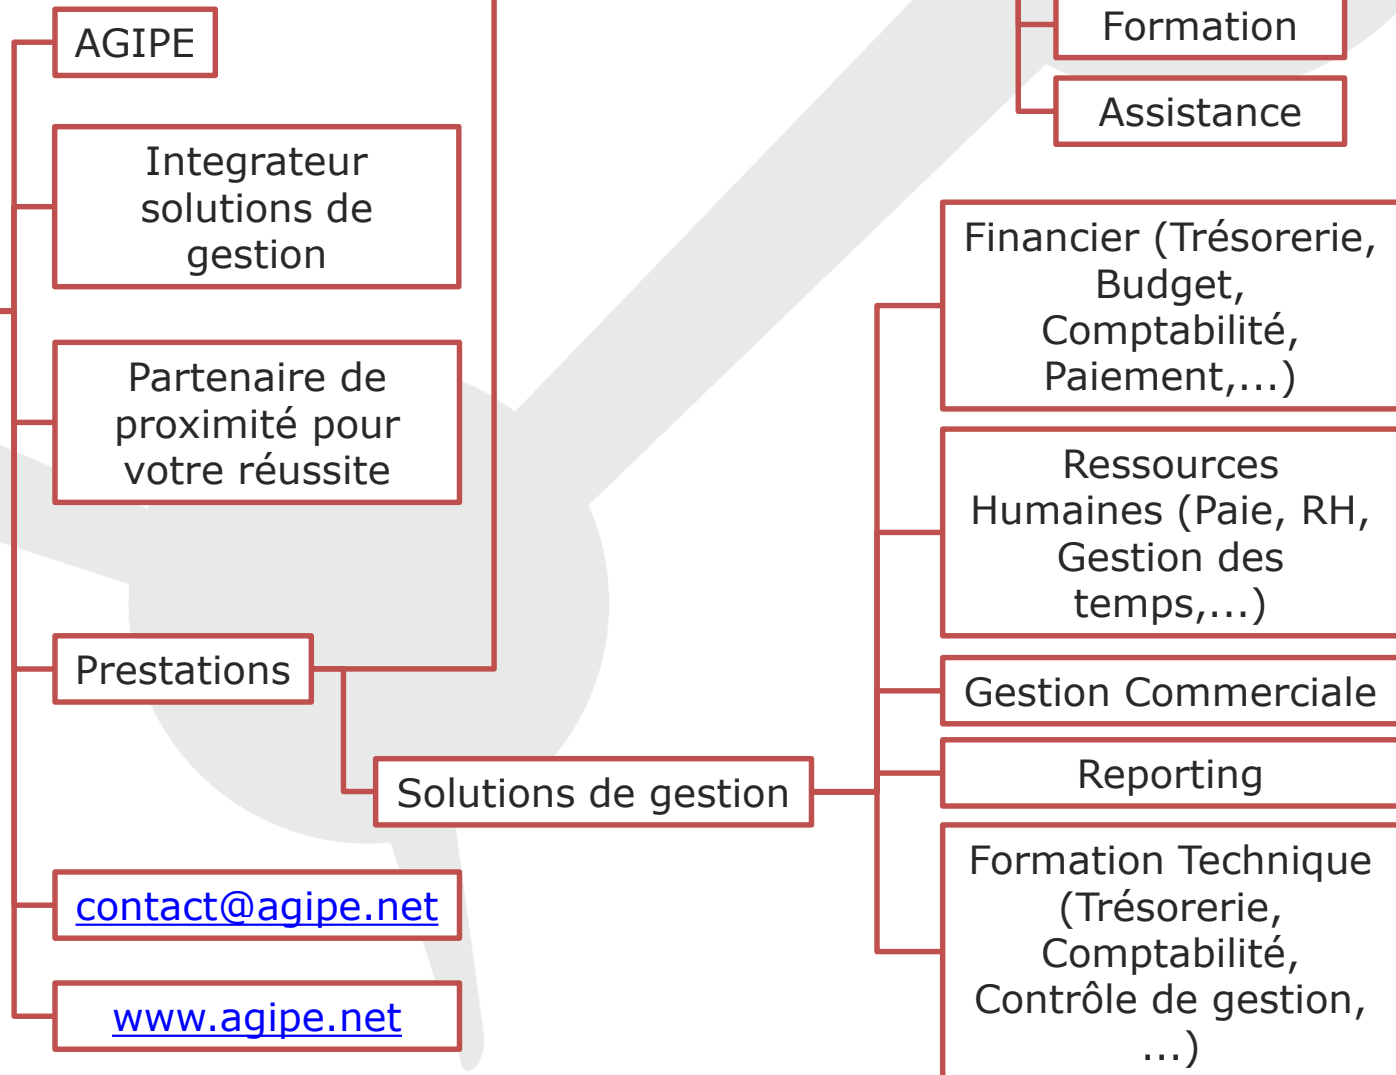 AGIPE
Integrateur
solutions de
gestion
Partenaire de
proximité pour
votre réussite
Prestations
contact@agipe.net
www.agipe.net
Solutions de gestion
Formation
Assistance
Financier (Trésorerie,
Budget,
Comptabilité,
Paiement,...)
Ressources
Humaines (Paie, RH,
Gestion des
temps,...)
Gestion Commerciale
Reporting
Formation Technique
(Trésorerie,
Comptabilité,
Contrôle de gestion,
...)